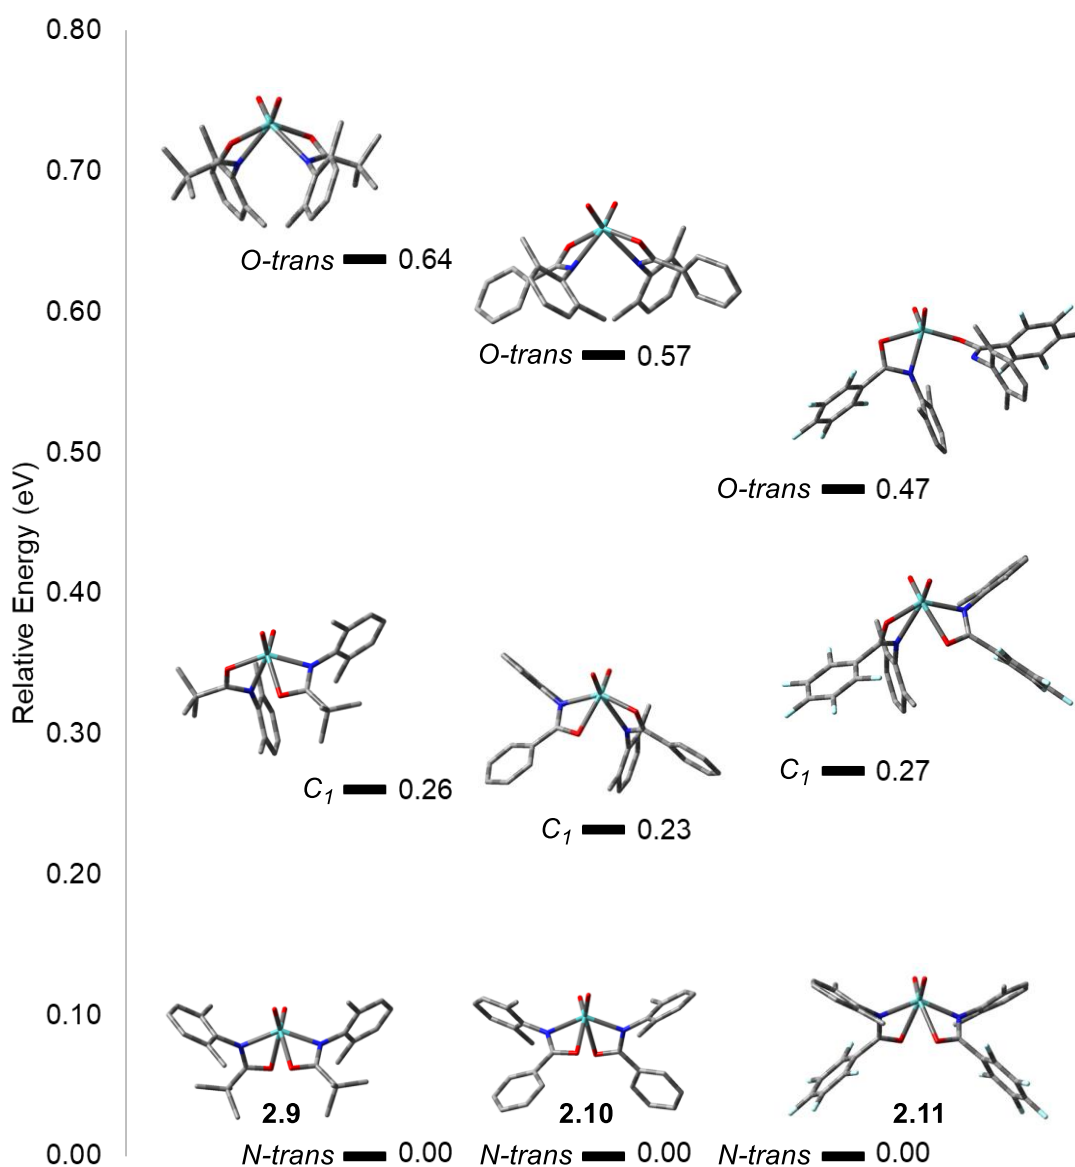 0.80
0.70
O-trans 0.64
0.60
O-trans 0.57
0.50
O-trans 0.47
0.40
Relative Energy (eV)
0.30
C1 0.27
C1 0.26
C1 0.23
0.20
0.10
2.9 2.10 2.11
0.00 N-trans 0.00 N-trans 0.00 N-trans 0.00